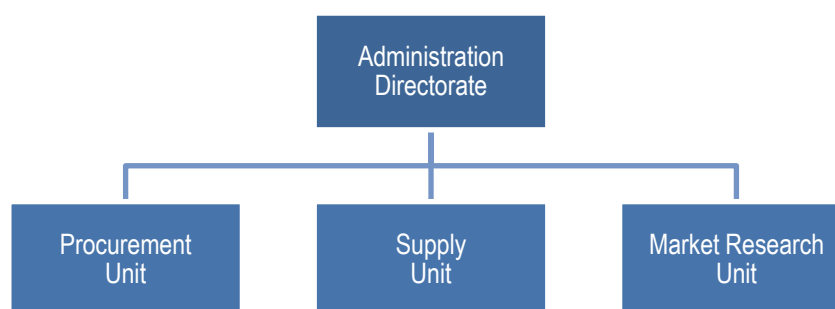 Administration
Directorate
Procurement
Unit
Supply
Unit
Market Research
Unit